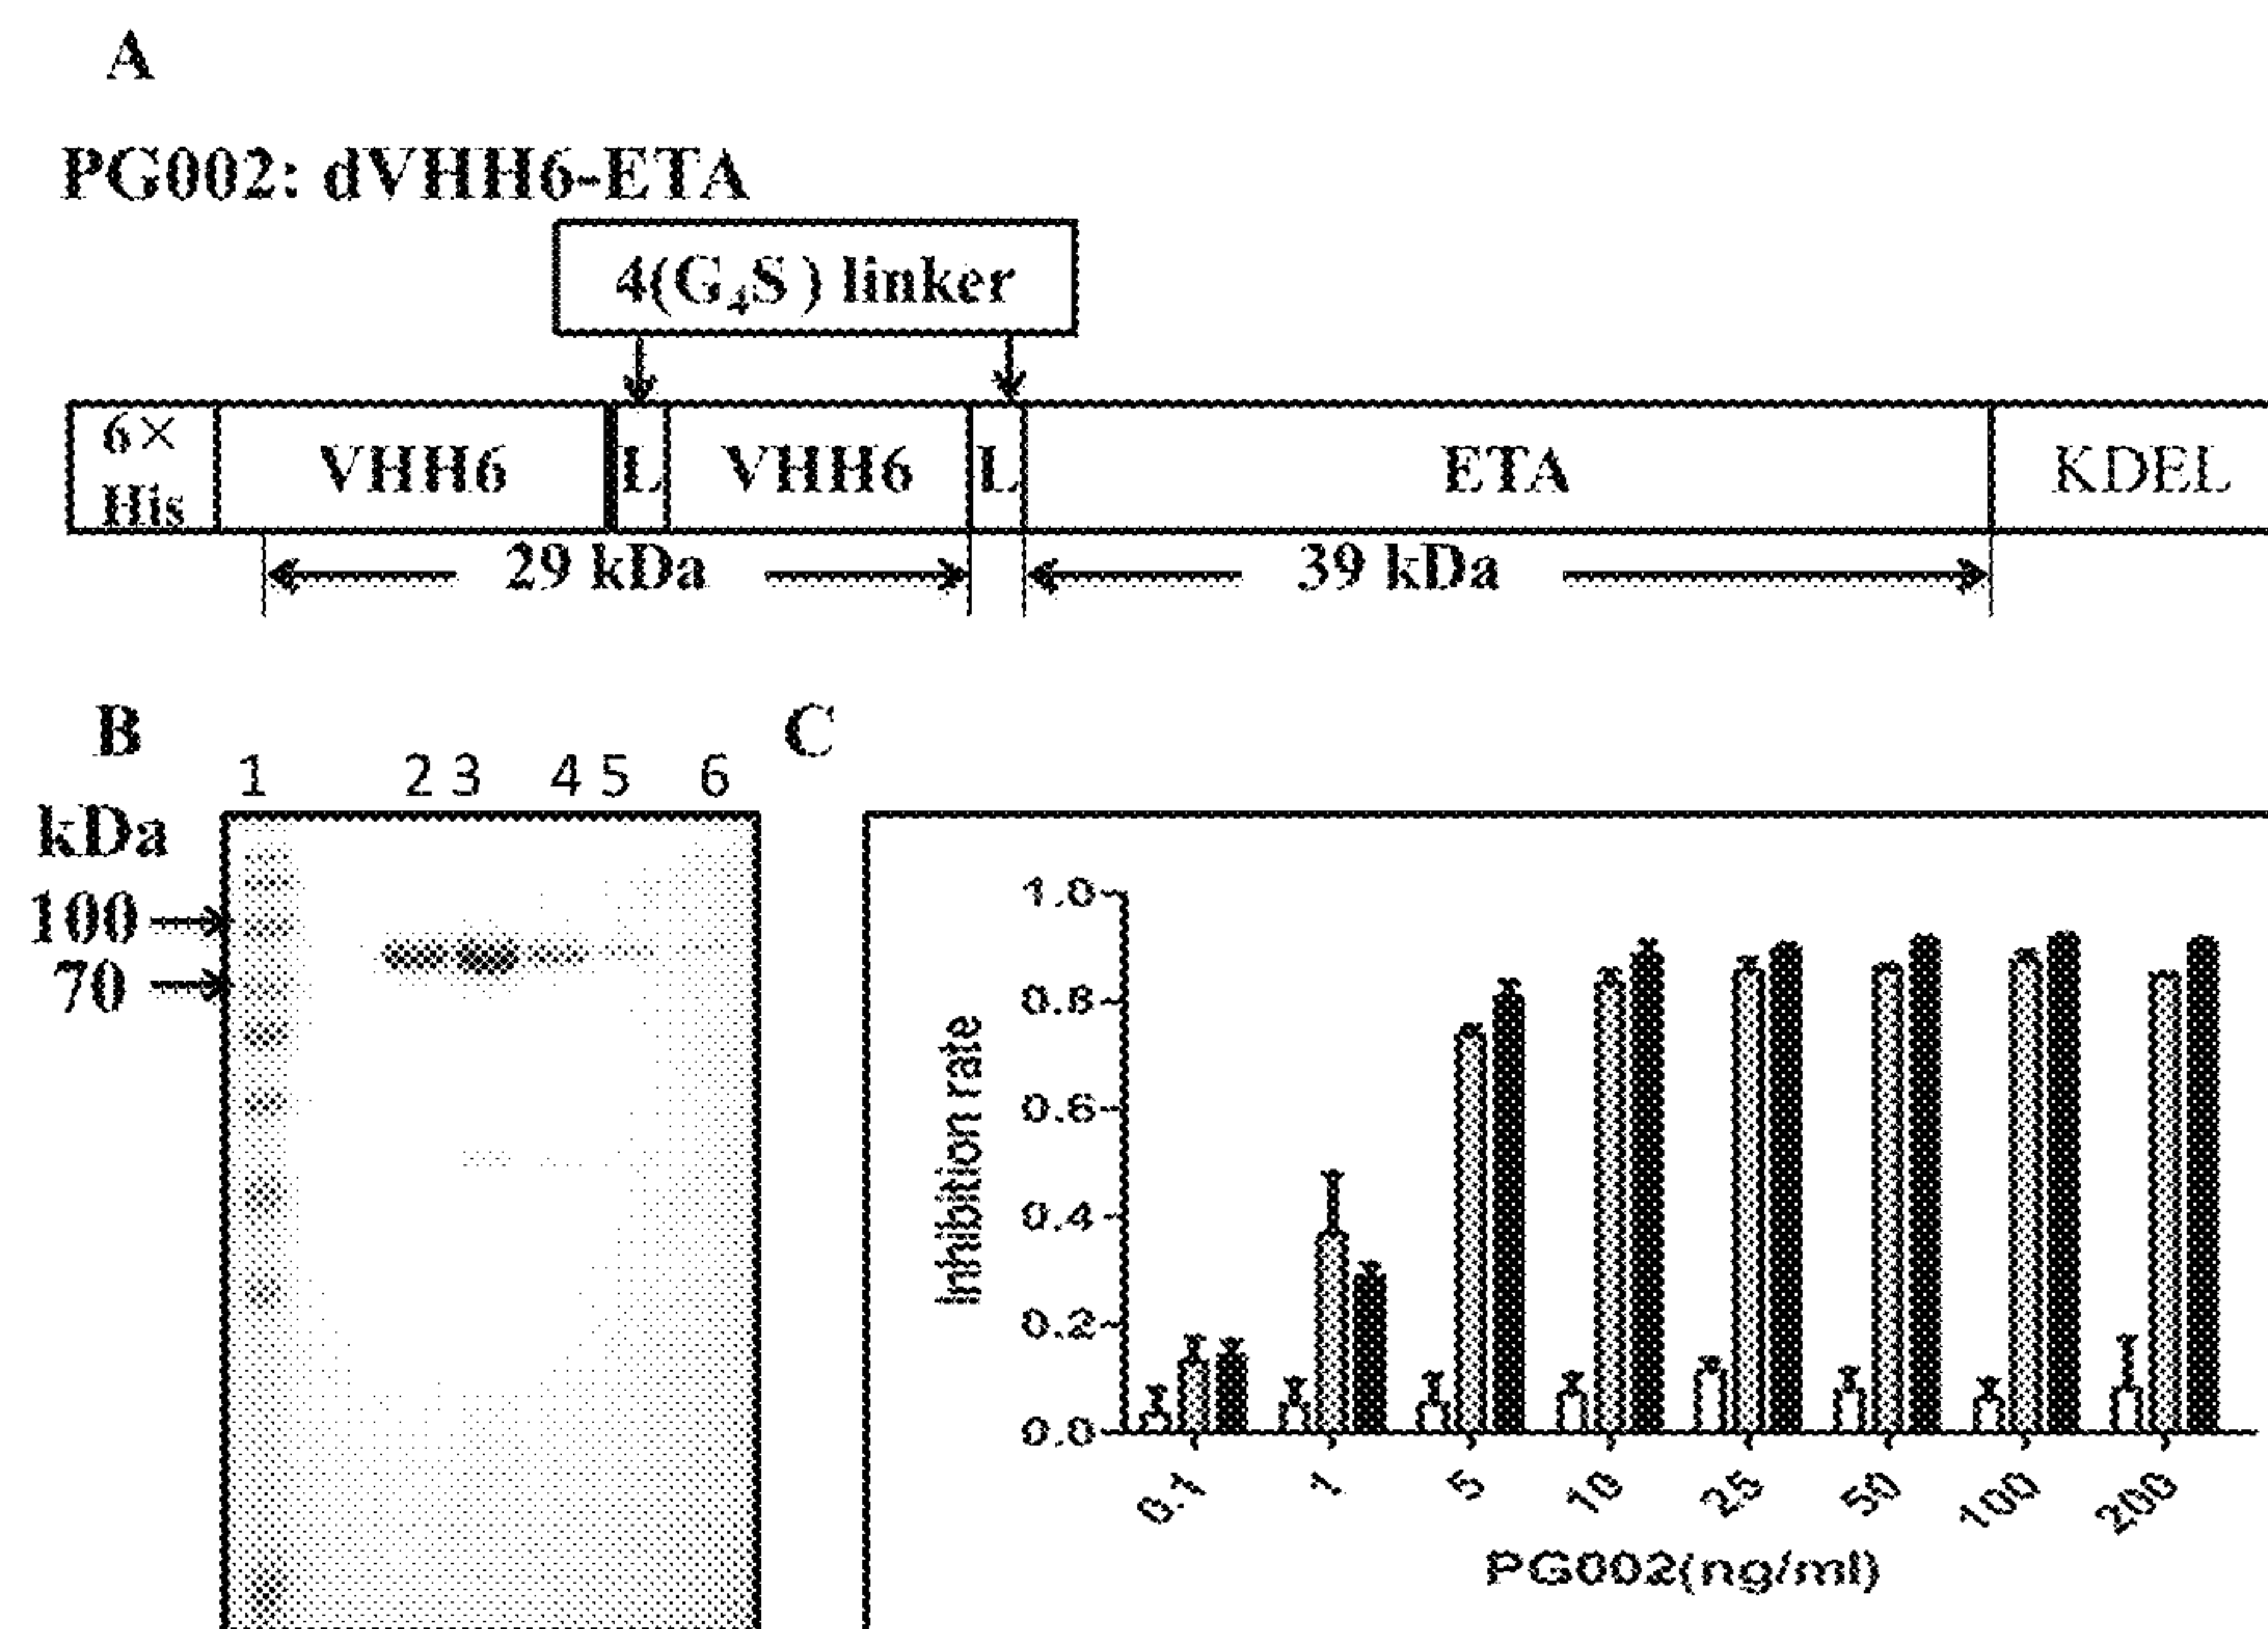 A
PG002: dVHH6-ETA
4(G₄S) linker
6×
His
VHH6
L
VHH6
L
ETA
KDEL
29 kDa
39 kDa
B
C
1 2 3 4 5 6
kDa
100
70
1.0
0.8
0.6
0.4
0.2
0.0
Inhibition rate
0.1 1 5 10 25 50 100 200
PG002(ng/ml)